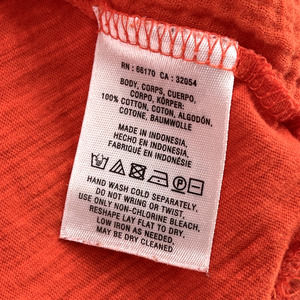 RN : 66170 CA : 32054
BODY, CORPS, CUERPO,
CORPO, KÖRPER:
100% COTTON, COTON, ALGODÓN,
COTONE, BAUMWOLLE
MADE IN INDONESIA,
HECHO EN INDONESIA,
FABRIQUÉ EN INDONÉSIE
HAND WASH COLD SEPARATELY.
DO NOT WRING OR TWIST.
USE ONLY NON-CHLORINE BLEACH,
RESHAPE LAY FLAT TO DRY.
LOW IRON AS NEEDED.
MAY BE DRY CLEANED